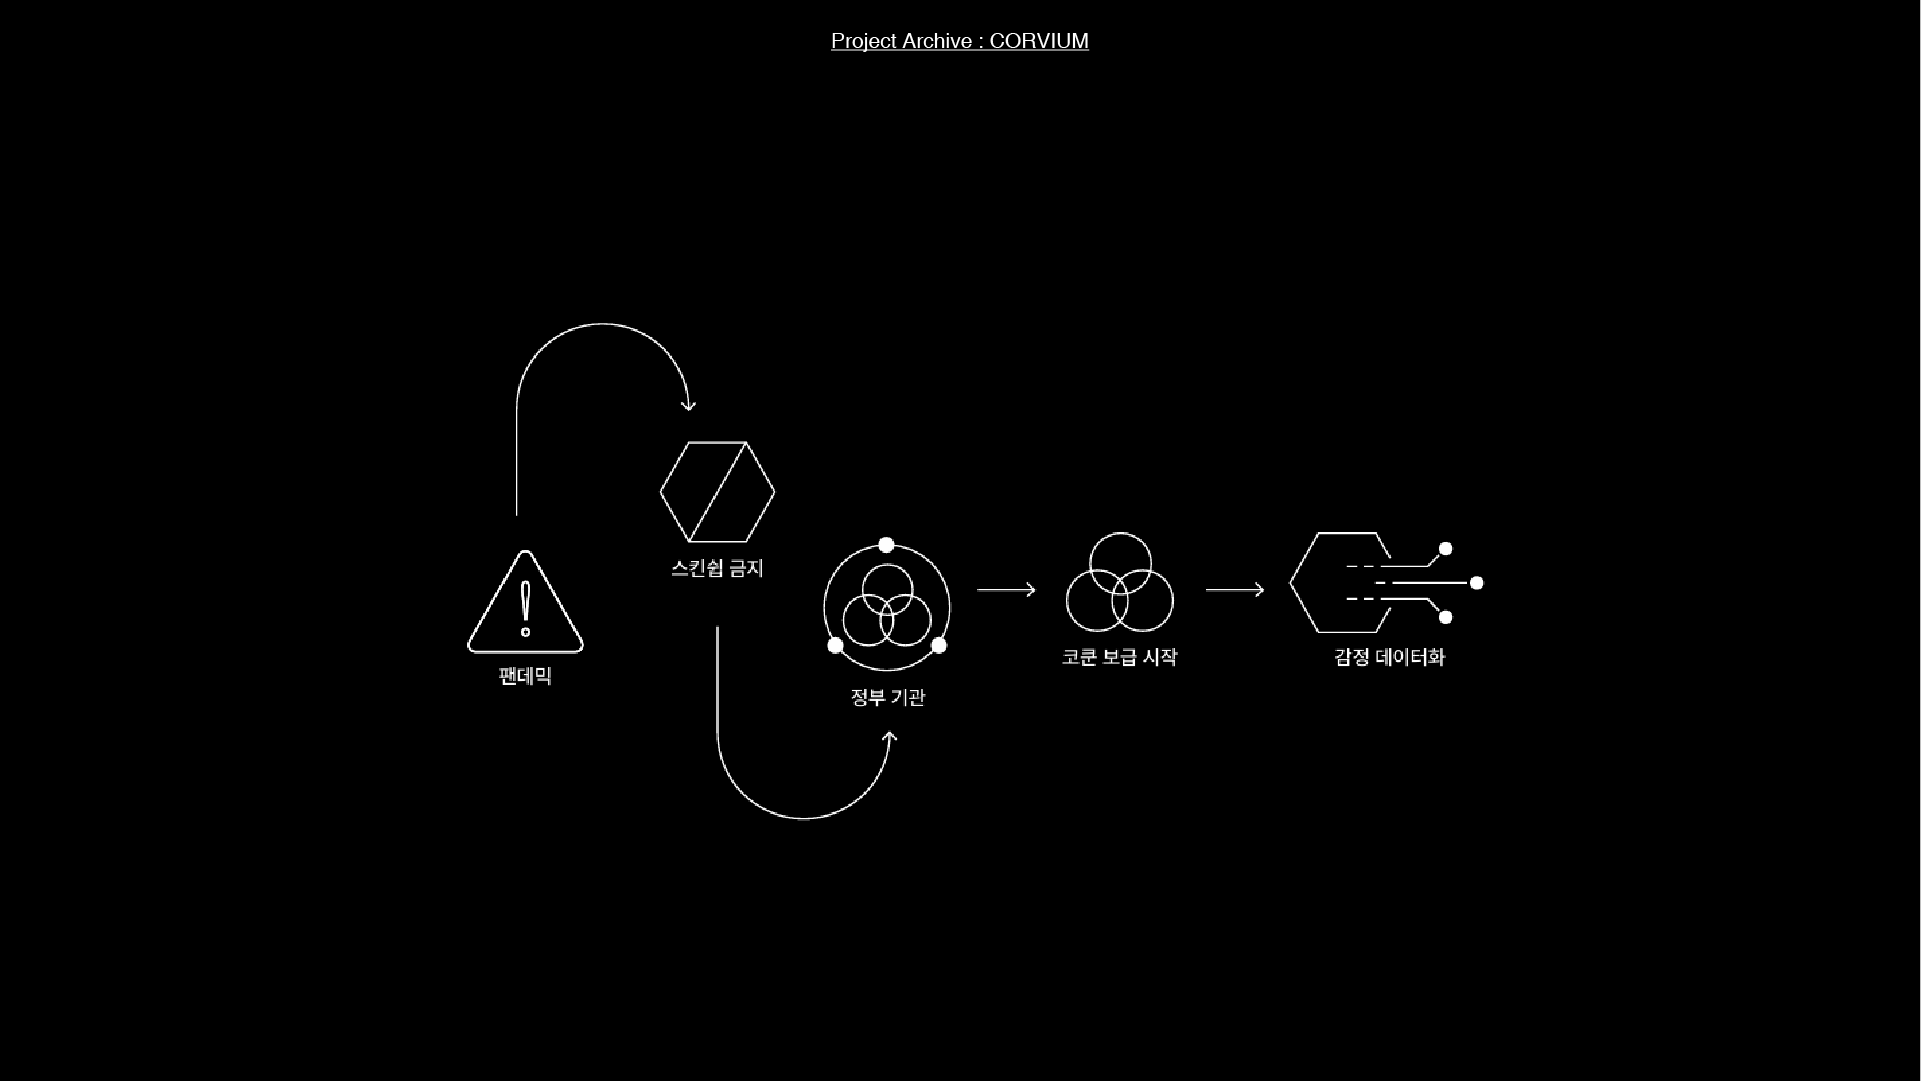 Project Archive : CORVIUM
팬데믹
스킨쉽 금지
정부 기관
코쿤 보급 시작
감정 데이터화